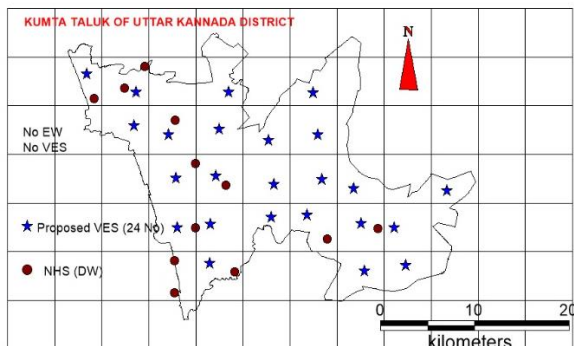 KUMTA TALUK OF UTTAR KANNADA DISTRICT
N
No EW
No VES
Proposed VES (24 No)
NHS (DW)
0 10 20
kilometers